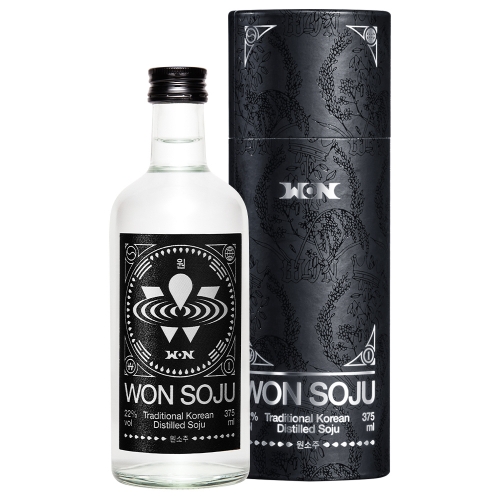 원
WON
WON SOJU
22% Traditional Korean 375
vol Distilled Soju ml
원소주
WON
WON SOJU
% Traditional Korean 375
Distilled Soju ml
원소주